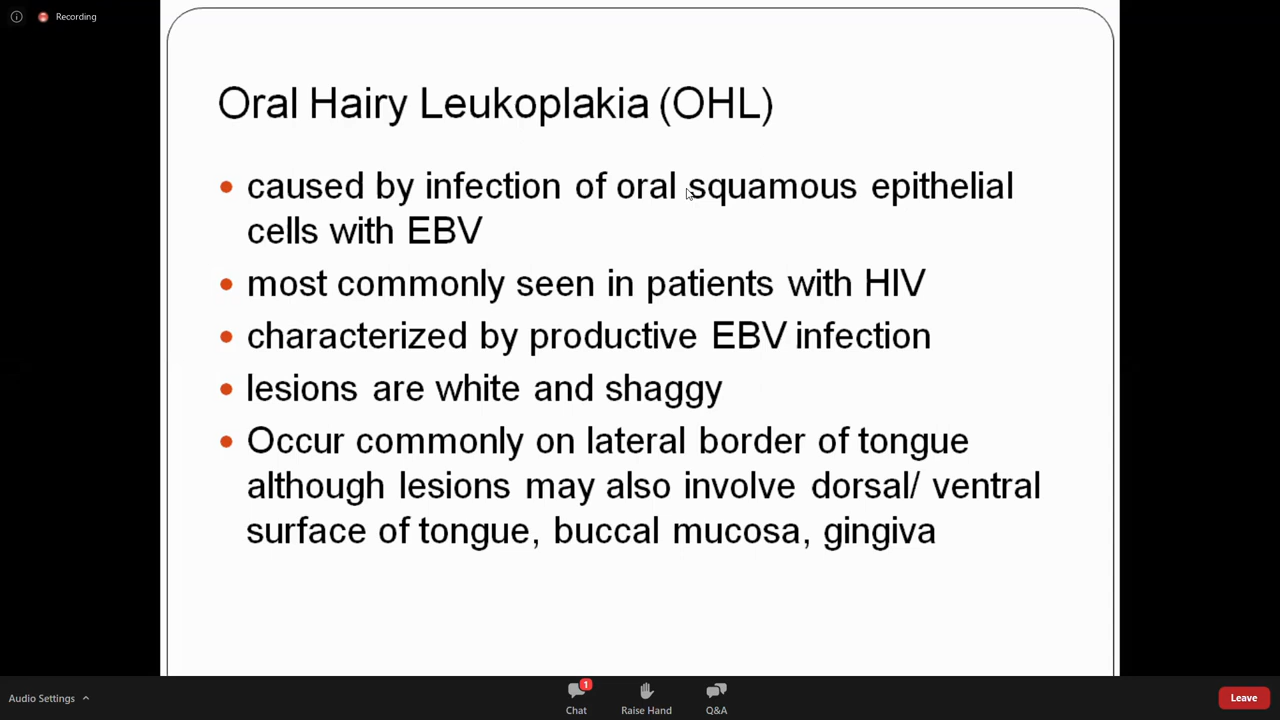 Recording
Oral Hairy Leukoplakia (OHL)
• caused by infection of oral squamous epithelial
cells with EBV
• most commonly seen in patients with HIV
• characterized by productive EBV infection
• lesions are white and shaggy
• Occur commonly on lateral border of tongue
although lesions may also involve dorsal/ ventral
surface of tongue, buccal mucosa, gingiva
Audio Settings
1
Chat
Raise Hand
Q&A
Leave